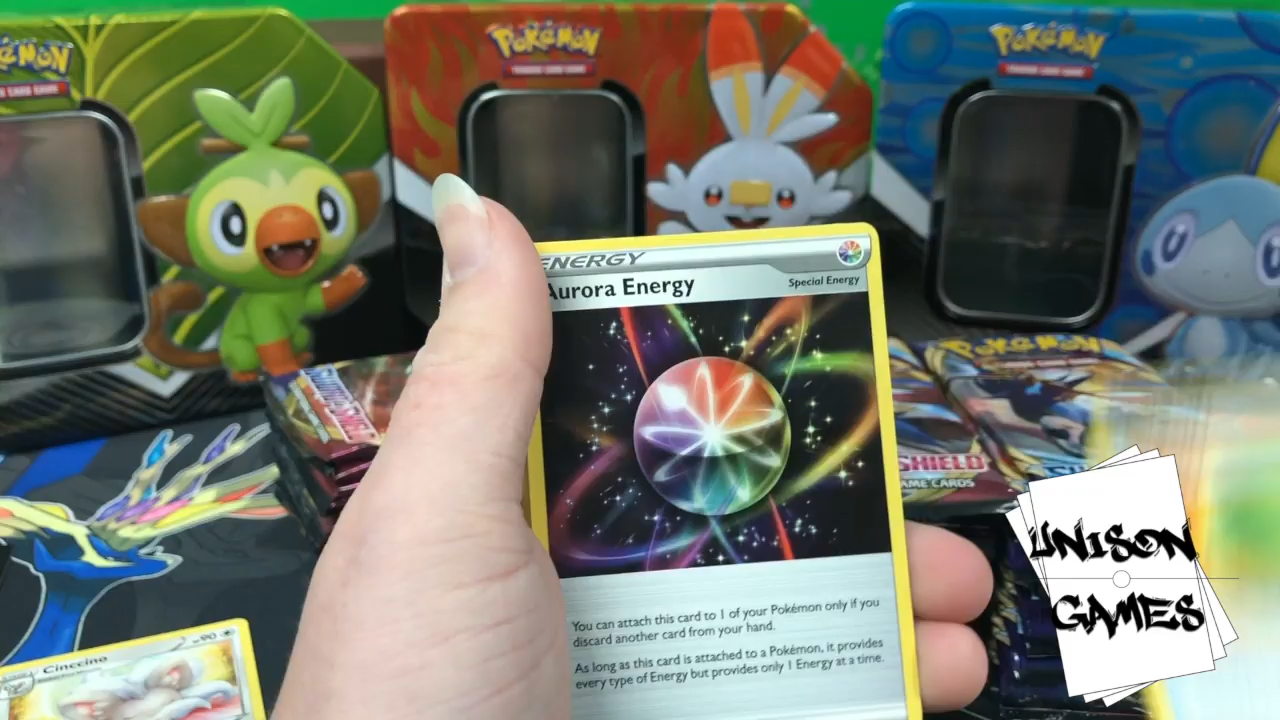 POKéMON
POKéMON
TRADING CARD GAME
POKéMON
TRADING CARD GAME
ENERGY
Aurora Energy
Special Energy
You can attach this card to 1 of your Pokémon only if you
discard another card from your hand.
As long as this card is attached to a Pokémon, it provides
every type of Energy but provides only 1 Energy at a time.
POKéMON
SHIELD
AME CARDS
Cinccino
90
UNISON
GAMES